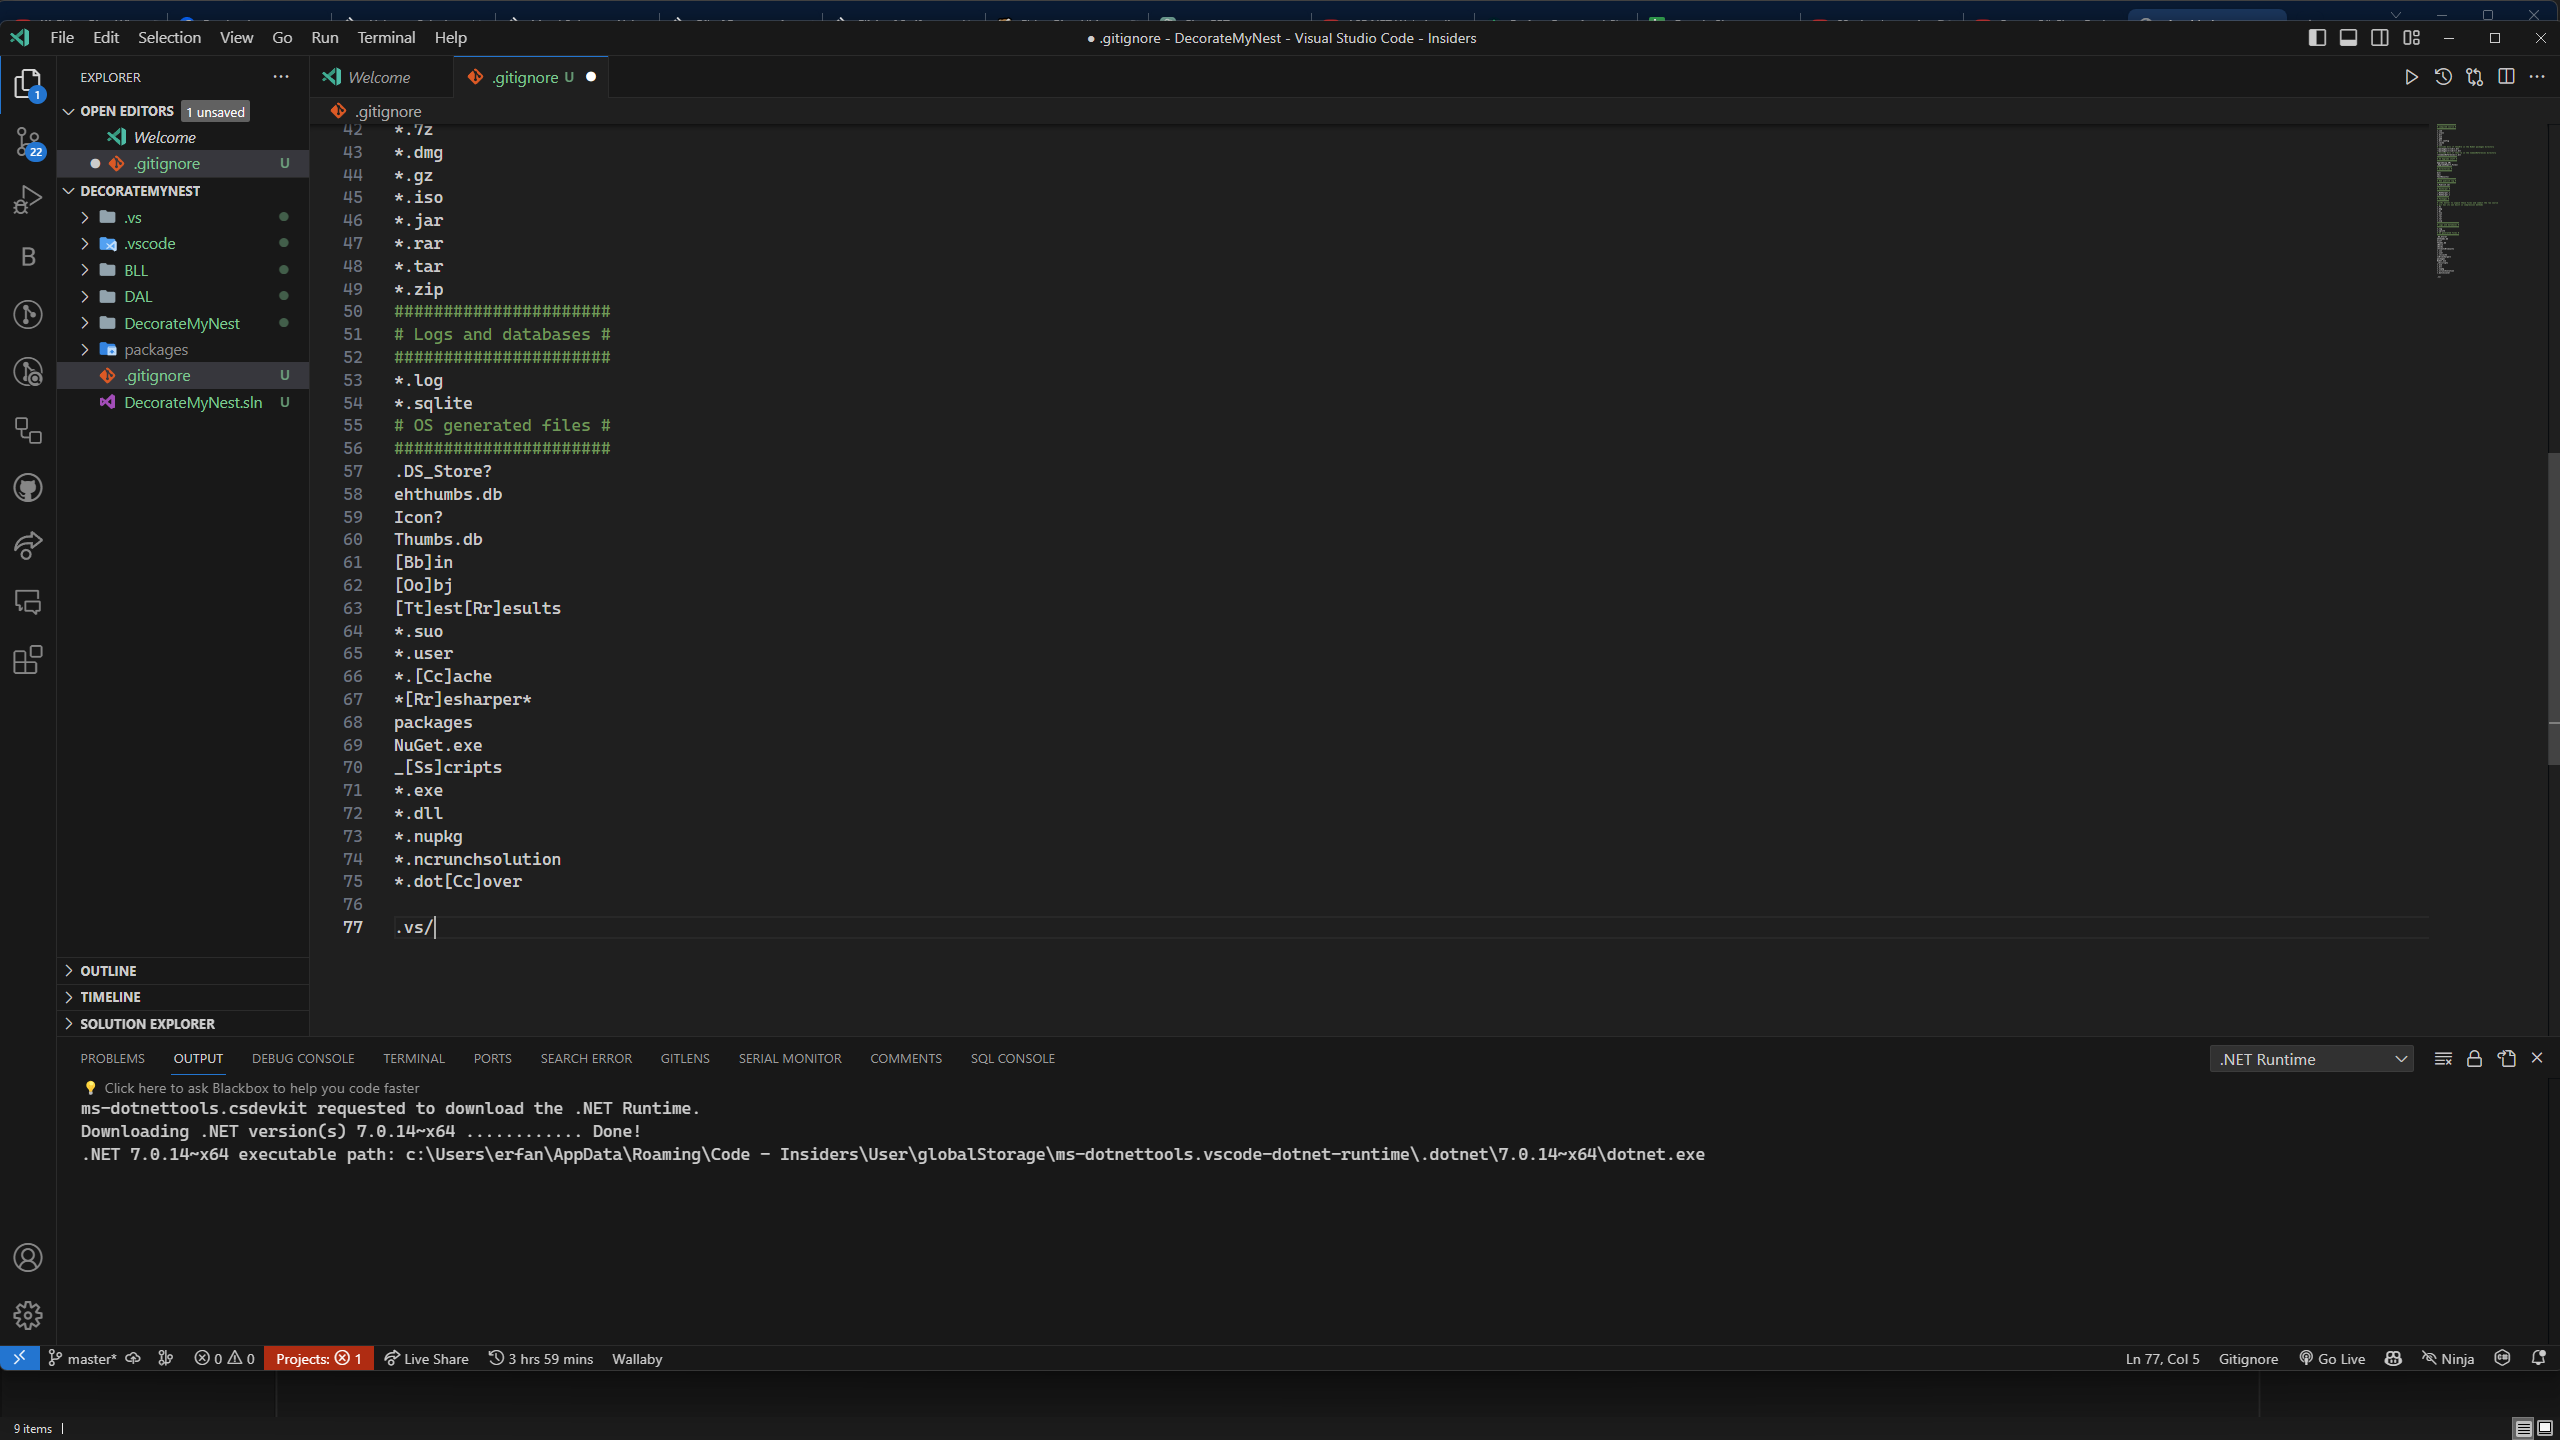 File Edit Selection View Go Run Terminal Help
● .gitignore - DecorateMyNest - Visual Studio Code - Insiders
EXPLORER
OPEN EDITORS 1 unsaved
Welcome
.gitignore U
DECORATEMYNEST
.vs
.vscode
BLL
DAL
DecorateMyNest
packages
.gitignore U
DecorateMyNest.sln U
OUTLINE
TIMELINE
SOLUTION EXPLORER
1
22
B
Welcome
.gitignore U
.gitignore
42 *.7z
43 *.dmg
44 *.gz
45 *.iso
46 *.jar
47 *.rar
48 *.tar
49 *.zip
50 ######################
51 # Logs and databases #
52 ######################
53 *.log
54 *.sqlite
55 # OS generated files #
56 ######################
57 .DS_Store?
58 ehthumbs.db
59 Icon?
60 Thumbs.db
61 [Bb]in
62 [Oo]bj
63 [Tt]est[Rr]esults
64 *.suo
65 *.user
66 *.[Cc]ache
67 *[Rr]esharper*
68 packages
69 NuGet.exe
70 _[Ss]cripts
71 *.exe
72 *.dll
73 *.nupkg
74 *.ncrunchsolution
75 *.dot[Cc]over
76
77 .vs/
PROBLEMS OUTPUT DEBUG CONSOLE TERMINAL PORTS SEARCH ERROR GITLENS SERIAL MONITOR COMMENTS SQL CONSOLE
.NET Runtime
Click here to ask Blackbox to help you code faster
ms-dotnettools.csdevkit requested to download the .NET Runtime.
Downloading .NET version(s) 7.0.14~x64 ............ Done!
.NET 7.0.14~x64 executable path: c:\Users\erfan\AppData\Roaming\Code - Insiders\User\globalStorage\ms-dotnettools.vscode-dotnet-runtime\.dotnet\7.0.14~x64\dotnet.exe
master* 0 0 Projects: 1 Live Share 3 hrs 59 mins Wallaby
Ln 77, Col 5 Gitignore Go Live Ninja
9 items